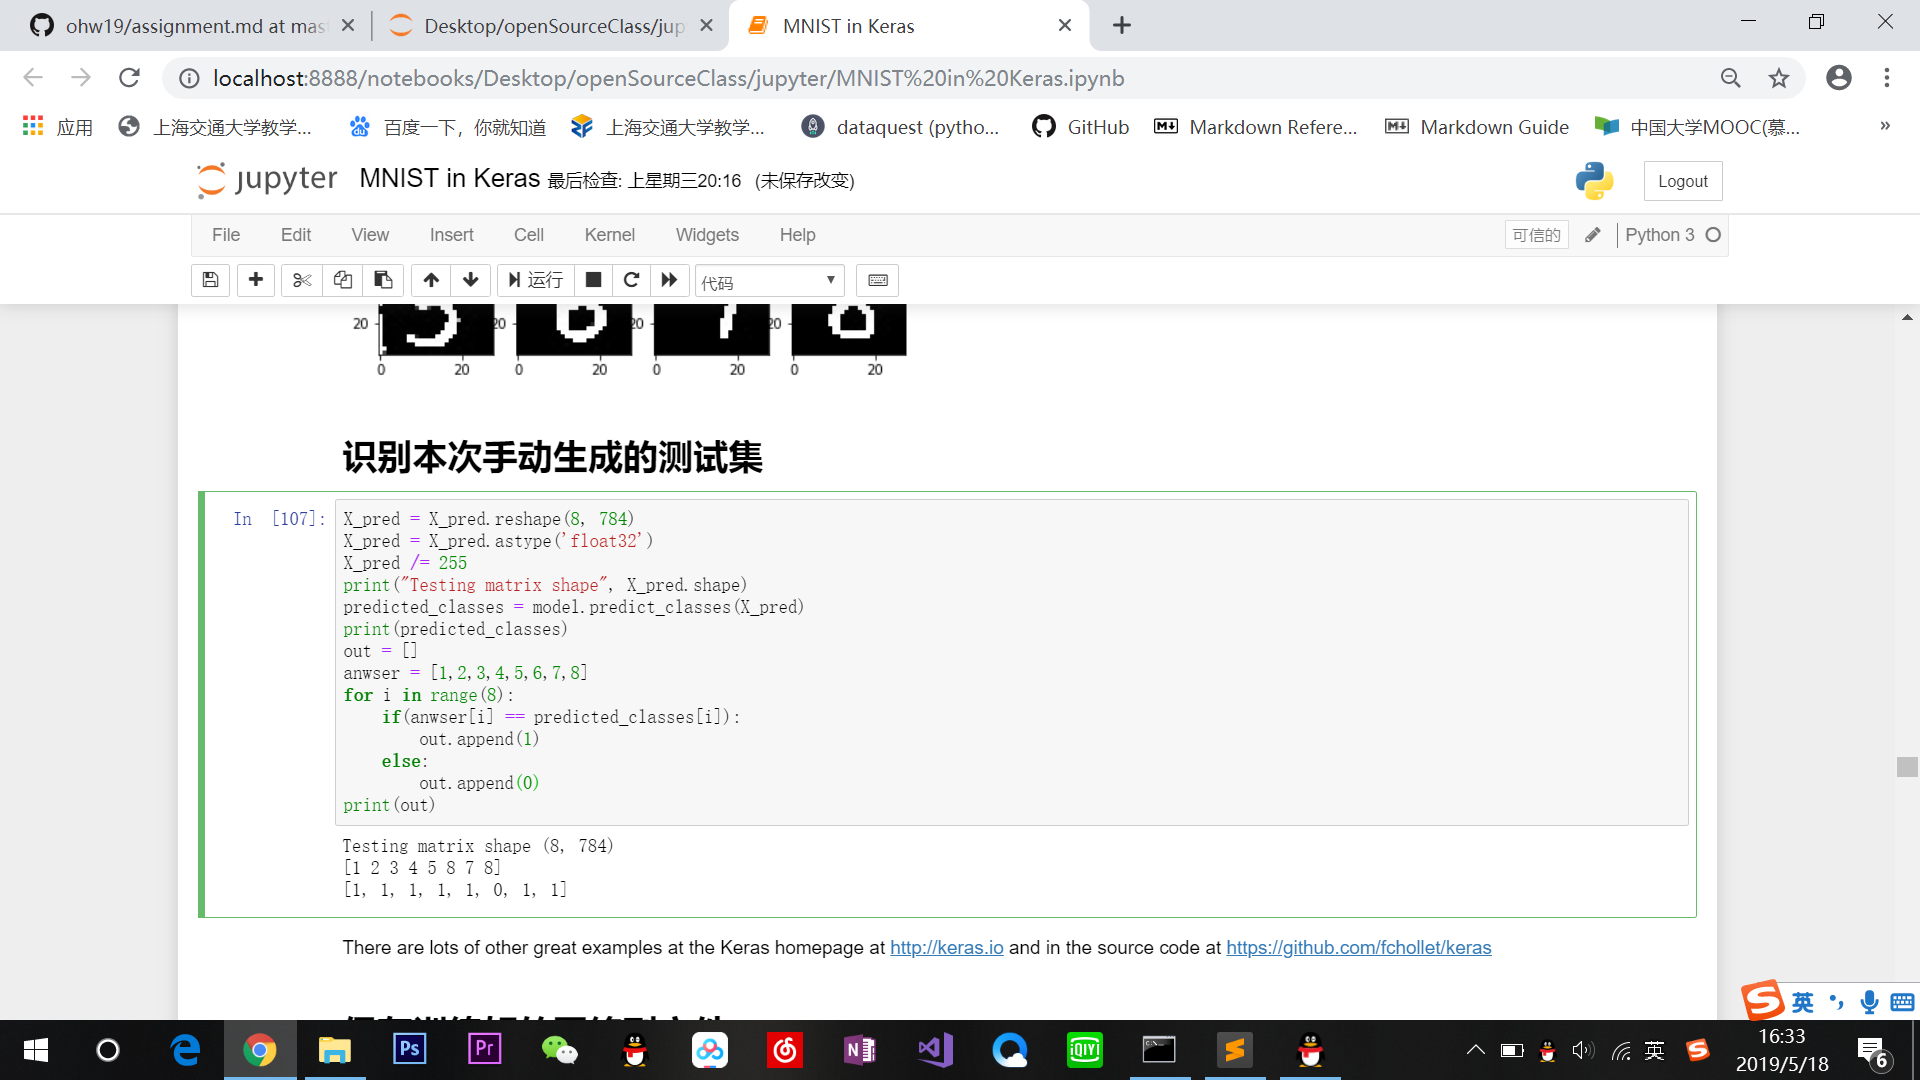 ohw19/assignment.md at mas
Desktop/openSourceClass/jup
MNIST in Keras
localhost:8888/notebooks/Desktop/openSourceClass/jupyter/MNIST%20in%20Keras.ipynb
应用
上海交通大学教学...
百度一下，你就知道
上海交通大学教学...
dataquest (pytho...
GitHub
Markdown Refere...
Markdown Guide
中国大学MOOC(慕...
»
jupyter MNIST in Keras 最后检查: 上星期三20:16 (未保存改变)
Logout
File Edit View Insert Cell Kernel Widgets Help
可信的
Python 3
运行
代码
20 20 20 20
0 20 0 20 0 20 0 20
识别本次手动生成的测试集
In [107]:
X_pred = X_pred.reshape(8, 784)
X_pred = X_pred.astype('float32')
X_pred /= 255
print("Testing matrix shape", X_pred.shape)
predicted_classes = model.predict_classes(X_pred)
print(predicted_classes)
out = []
anwser = [1,2,3,4,5,6,7,8]
for i in range(8):
    if(anwser[i] == predicted_classes[i]):
        out.append(1)
    else:
        out.append(0)
print(out)
Testing matrix shape (8, 784)
[1 2 3 4 5 8 7 8]
[1, 1, 1, 1, 1, 0, 1, 1]
There are lots of other great examples at the Keras homepage at http://keras.io and in the source code at https://github.com/fchollet/keras
英
Ps
Pr
N
iQIYI
英
16:33
2019/5/18
6